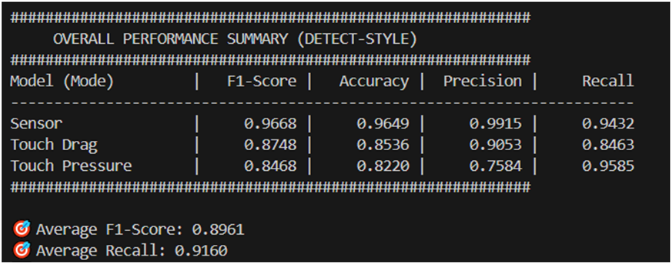 ###########################################################
OVERALL PERFORMANCE SUMMARY (DETECT-STYLE)
###########################################################
Model (Mode) | F1-Score | Accuracy | Precision | Recall
-----------------------------------------------------------------------
Sensor | 0.9668 | 0.9649 | 0.9915 | 0.9432
Touch Drag | 0.8748 | 0.8536 | 0.9053 | 0.8463
Touch Pressure | 0.8468 | 0.8220 | 0.7584 | 0.9585
###########################################################
🎯 Average F1-Score: 0.8961
🎯 Average Recall: 0.9160